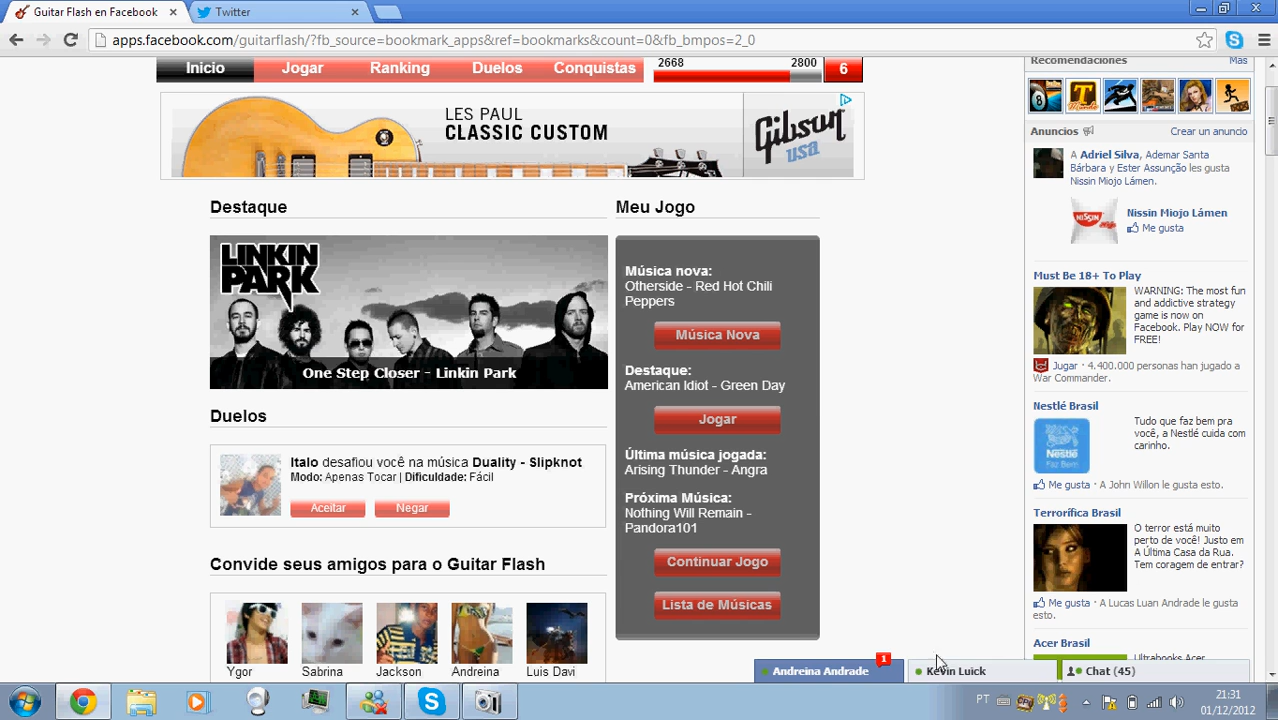 Guitar Flash en Facebook
Twitter
apps.facebook.com/guitarflash/?fb_source=bookmark_apps&ref=bookmarks&count=0&fb_bmpos=2_0
Inicio
Jogar
Ranking
Duelos
Conquistas
2668
2800
6
LES PAUL
CLASSIC CUSTOM
Gibson
usa
Destaque
LINKIN
PARK
One Step Closer - Linkin Park
Duelos
Italo desafiou você na música Duality - Slipknot
Modo: Apenas Tocar | Dificuldade: Fácil
Aceitar
Negar
Convide seus amigos para o Guitar Flash
Ygor
Sabrina
Jackson
Andreina
Luis Davi
Meu Jogo
Música nova:
Otherside - Red Hot Chili
Peppers
Música Nova
Destaque:
American Idiot - Green Day
Jogar
Última música jogada:
Arising Thunder - Angra
Próxima Música:
Nothing Will Remain -
Pandora101
Continuar Jogo
Lista de Músicas
Recomendaciones
Más
Anuncios
Crear un anuncio
A Adriel Silva, Ademar Santa
Bárbara y Ester Assunção les gusta
Nissin Miojo Lámen.
NISSIN
Nissin Miojo Lámen
Me gusta
Must Be 18+ To Play
WARNING: The most fun
and addictive strategy
game is now on
Facebook. Play NOW for
FREE!
Jugar · 4.400.000 personas han jugado a
War Commander.
Nestlé Brasil
Tudo que faz bem pra
você, a Nestlé cuida com
carinho.
Nestlé
Faz Bem
Me gusta · A John Willon le gusta esto.
Terrorífica Brasil
O terror está muito
perto de você! Justo em
A Última Casa da Rua.
Tem coragem de entrar?
Me gusta · A Lucas Luan Andrade le gusta
esto.
Acer Brasil
Ultrabooks Acer
Andreina Andrade
1
Kevin Luick
Chat (45)
PT
21:31
01/12/2012